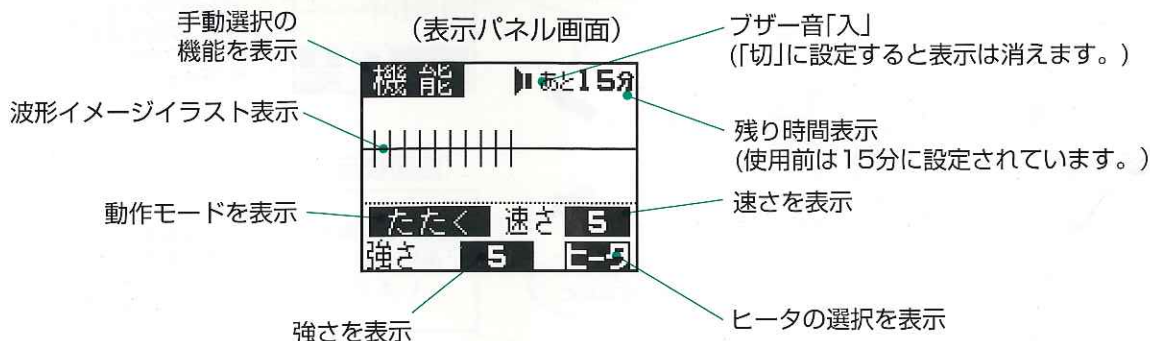 手動選択の
機能を表示
(表示パネル画面)
ブザー音「入」
(「切」に設定すると表示は消えます。)
機能
あと15分
波形イメージイラスト表示
残り時間表示
(使用前は15分に設定されています。)
動作モードを表示
たたく 速さ 5
速さを表示
強さ 5 ヒータ
強さを表示
ヒータの選択を表示